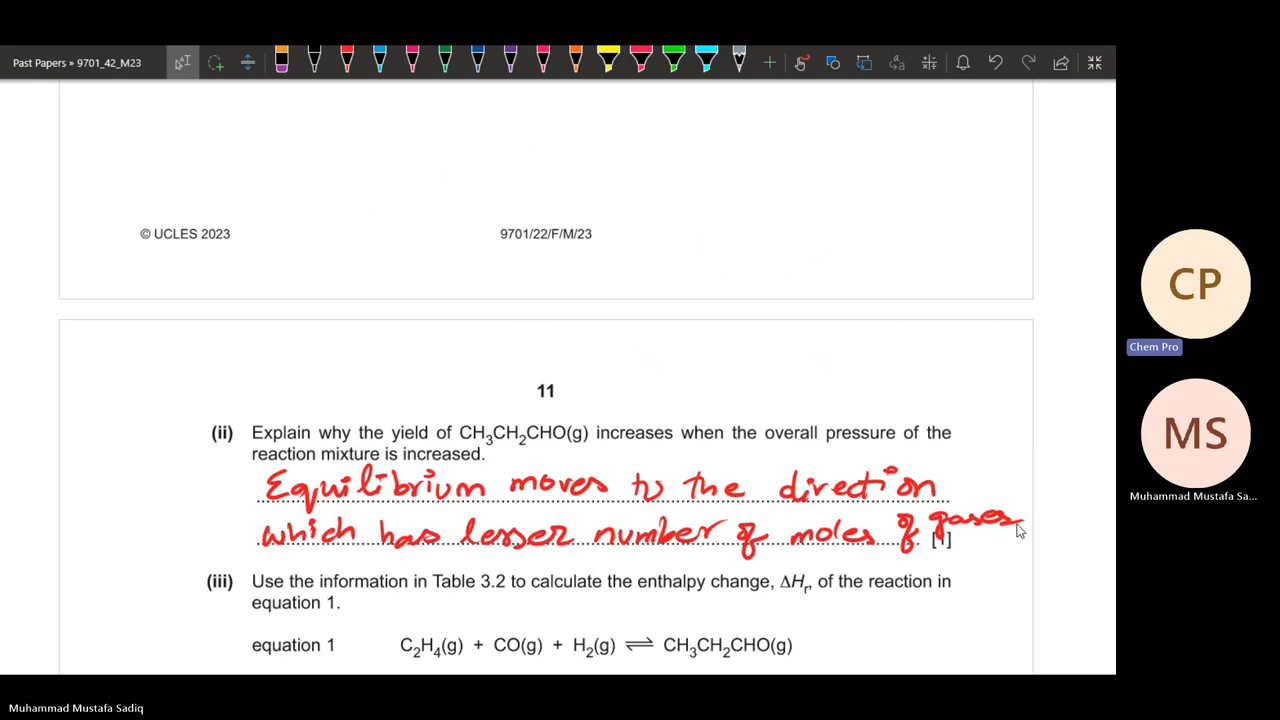 Past Papers » 9701_42_M23
© UCLES 2023
9701/22/F/M/23
CP
Chem Pro
11
(ii) Explain why the yield of CH₃CH₂CHO(g) increases when the overall pressure of the
reaction mixture is increased.
Equilibrium moves to the direction
which has lesser number of moles of gases
[1]
MS
Muhammad Mustafa Sa...
(iii) Use the information in Table 3.2 to calculate the enthalpy change, ΔHᵣ, of the reaction in
equation 1.
equation 1 C₂H₄(g) + CO(g) + H₂(g) ⇌ CH₃CH₂CHO(g)
Muhammad Mustafa Sadiq